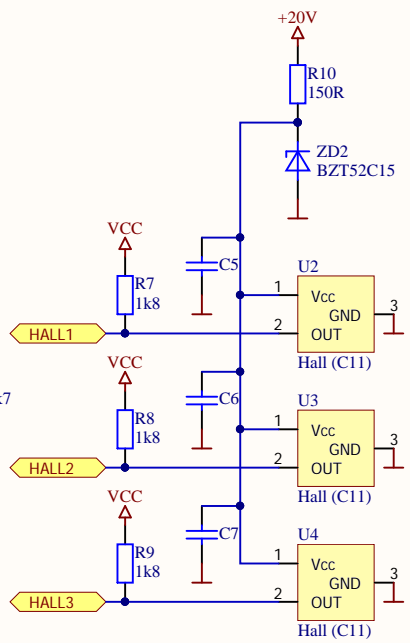 +20V
R10
150R
ZD2
BZT52C15
VCC
R7
1k8
C5
U2
1
Vcc
GND
3
2
OUT
Hall (C11)
HALL1
VCC
R8
1k8
C6
U3
1
Vcc
GND
3
2
OUT
Hall (C11)
k7
HALL2
VCC
R9
1k8
C7
U4
1
Vcc
GND
3
2
OUT
Hall (C11)
HALL3